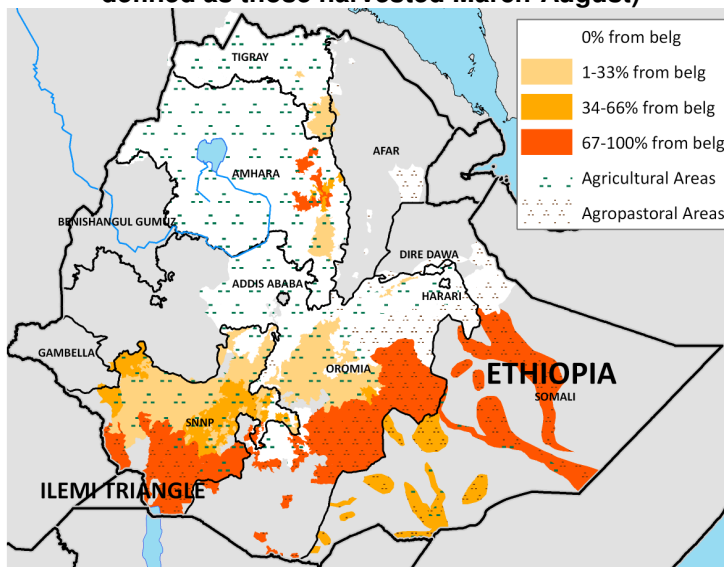 defined as those harvested March-August)
0% from belg
1-33% from belg
34-66% from belg
67-100% from belg
Agricultural Areas
Agropastoral Areas
TIGRAY
AFAR
AMHARA
BENISHANGUL GUMUZ
DIRE DAWA
ADDIS ABABA
HARARI
GAMBELLA
OROMIA
ETHIOPIA
SOMALI
SNNP
ILEMI TRIANGLE